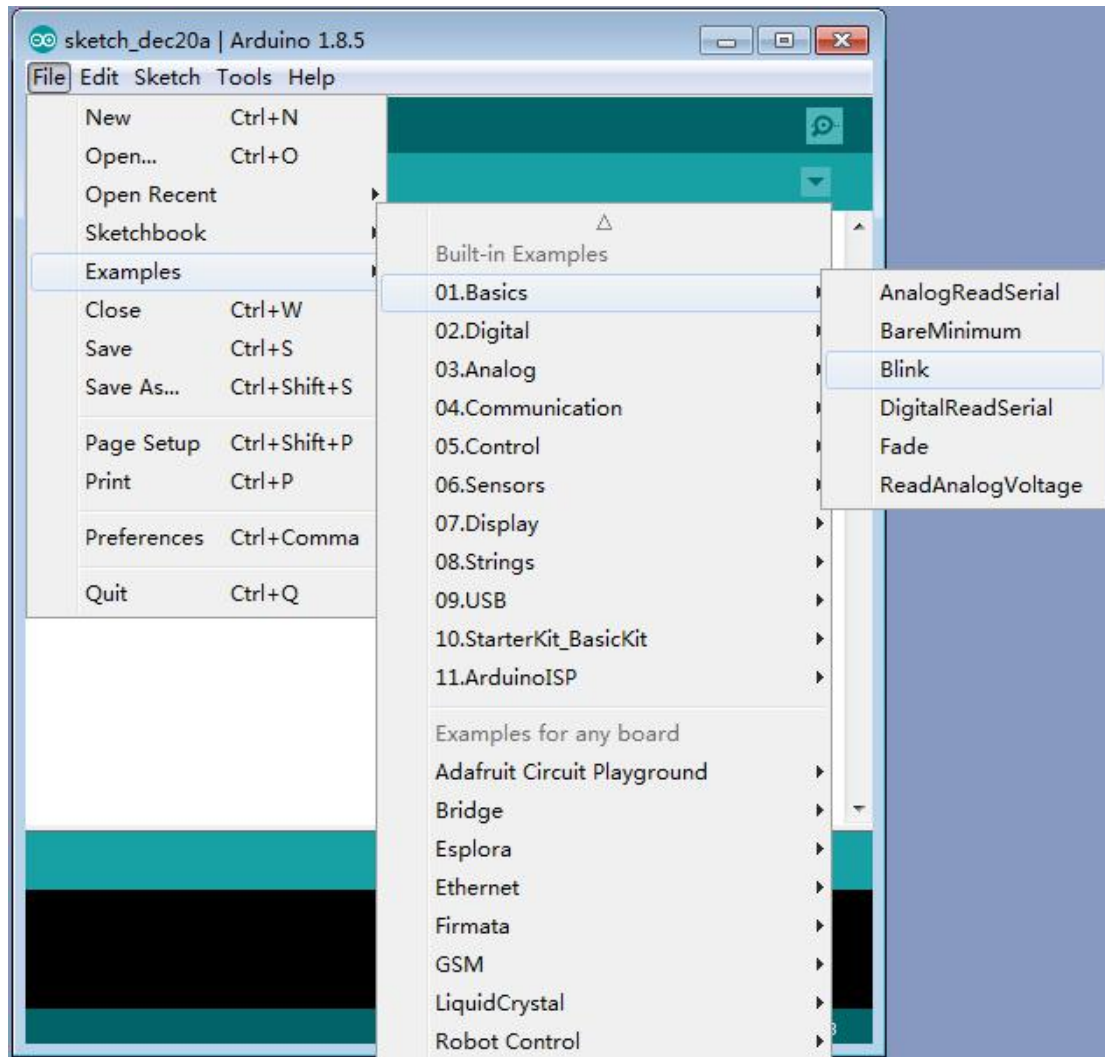 sketch_dec20a | Arduino 1.8.5
File Edit Sketch Tools Help
New Ctrl+N
Open... Ctrl+O
Open Recent
Sketchbook
Examples
Close Ctrl+W
Save Ctrl+S
Save As... Ctrl+Shift+S
Page Setup Ctrl+Shift+P
Print Ctrl+P
Preferences Ctrl+Comma
Quit Ctrl+Q
Built-in Examples
01.Basics
02.Digital
03.Analog
04.Communication
05.Control
06.Sensors
07.Display
08.Strings
09.USB
10.StarterKit_BasicKit
11.ArduinoISP
Examples for any board
Adafruit Circuit Playground
Bridge
Esplora
Ethernet
Firmata
GSM
LiquidCrystal
Robot Control
AnalogReadSerial
BareMinimum
Blink
DigitalReadSerial
Fade
ReadAnalogVoltage